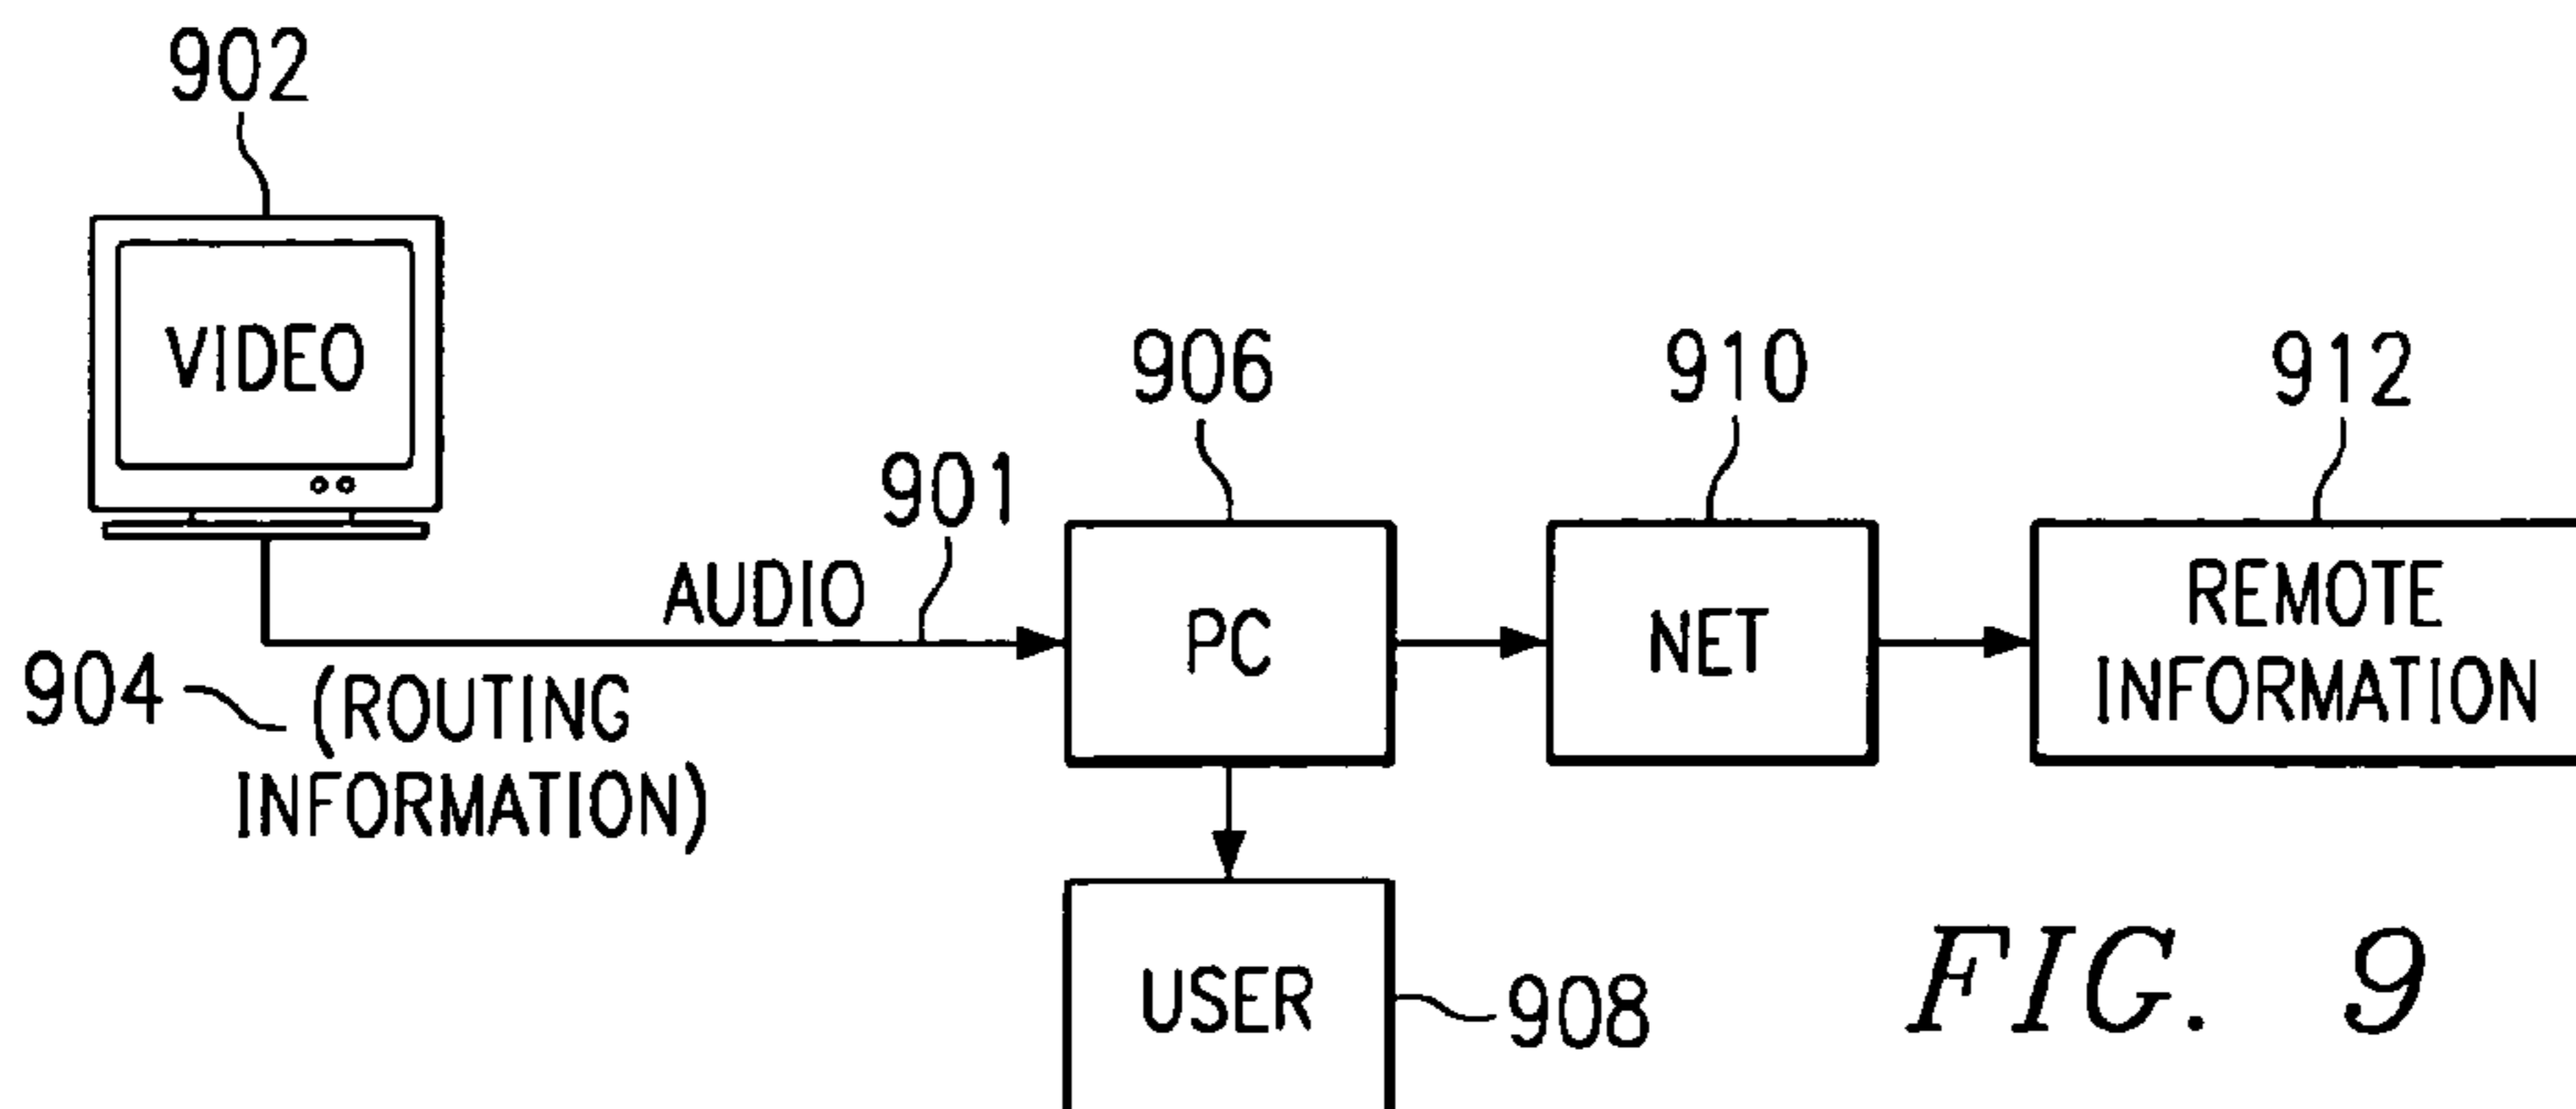 902
VIDEO
901
AUDIO
904
(ROUTING
INFORMATION)
906
PC
910
NET
912
REMOTE
INFORMATION
USER
908
FIG. 9